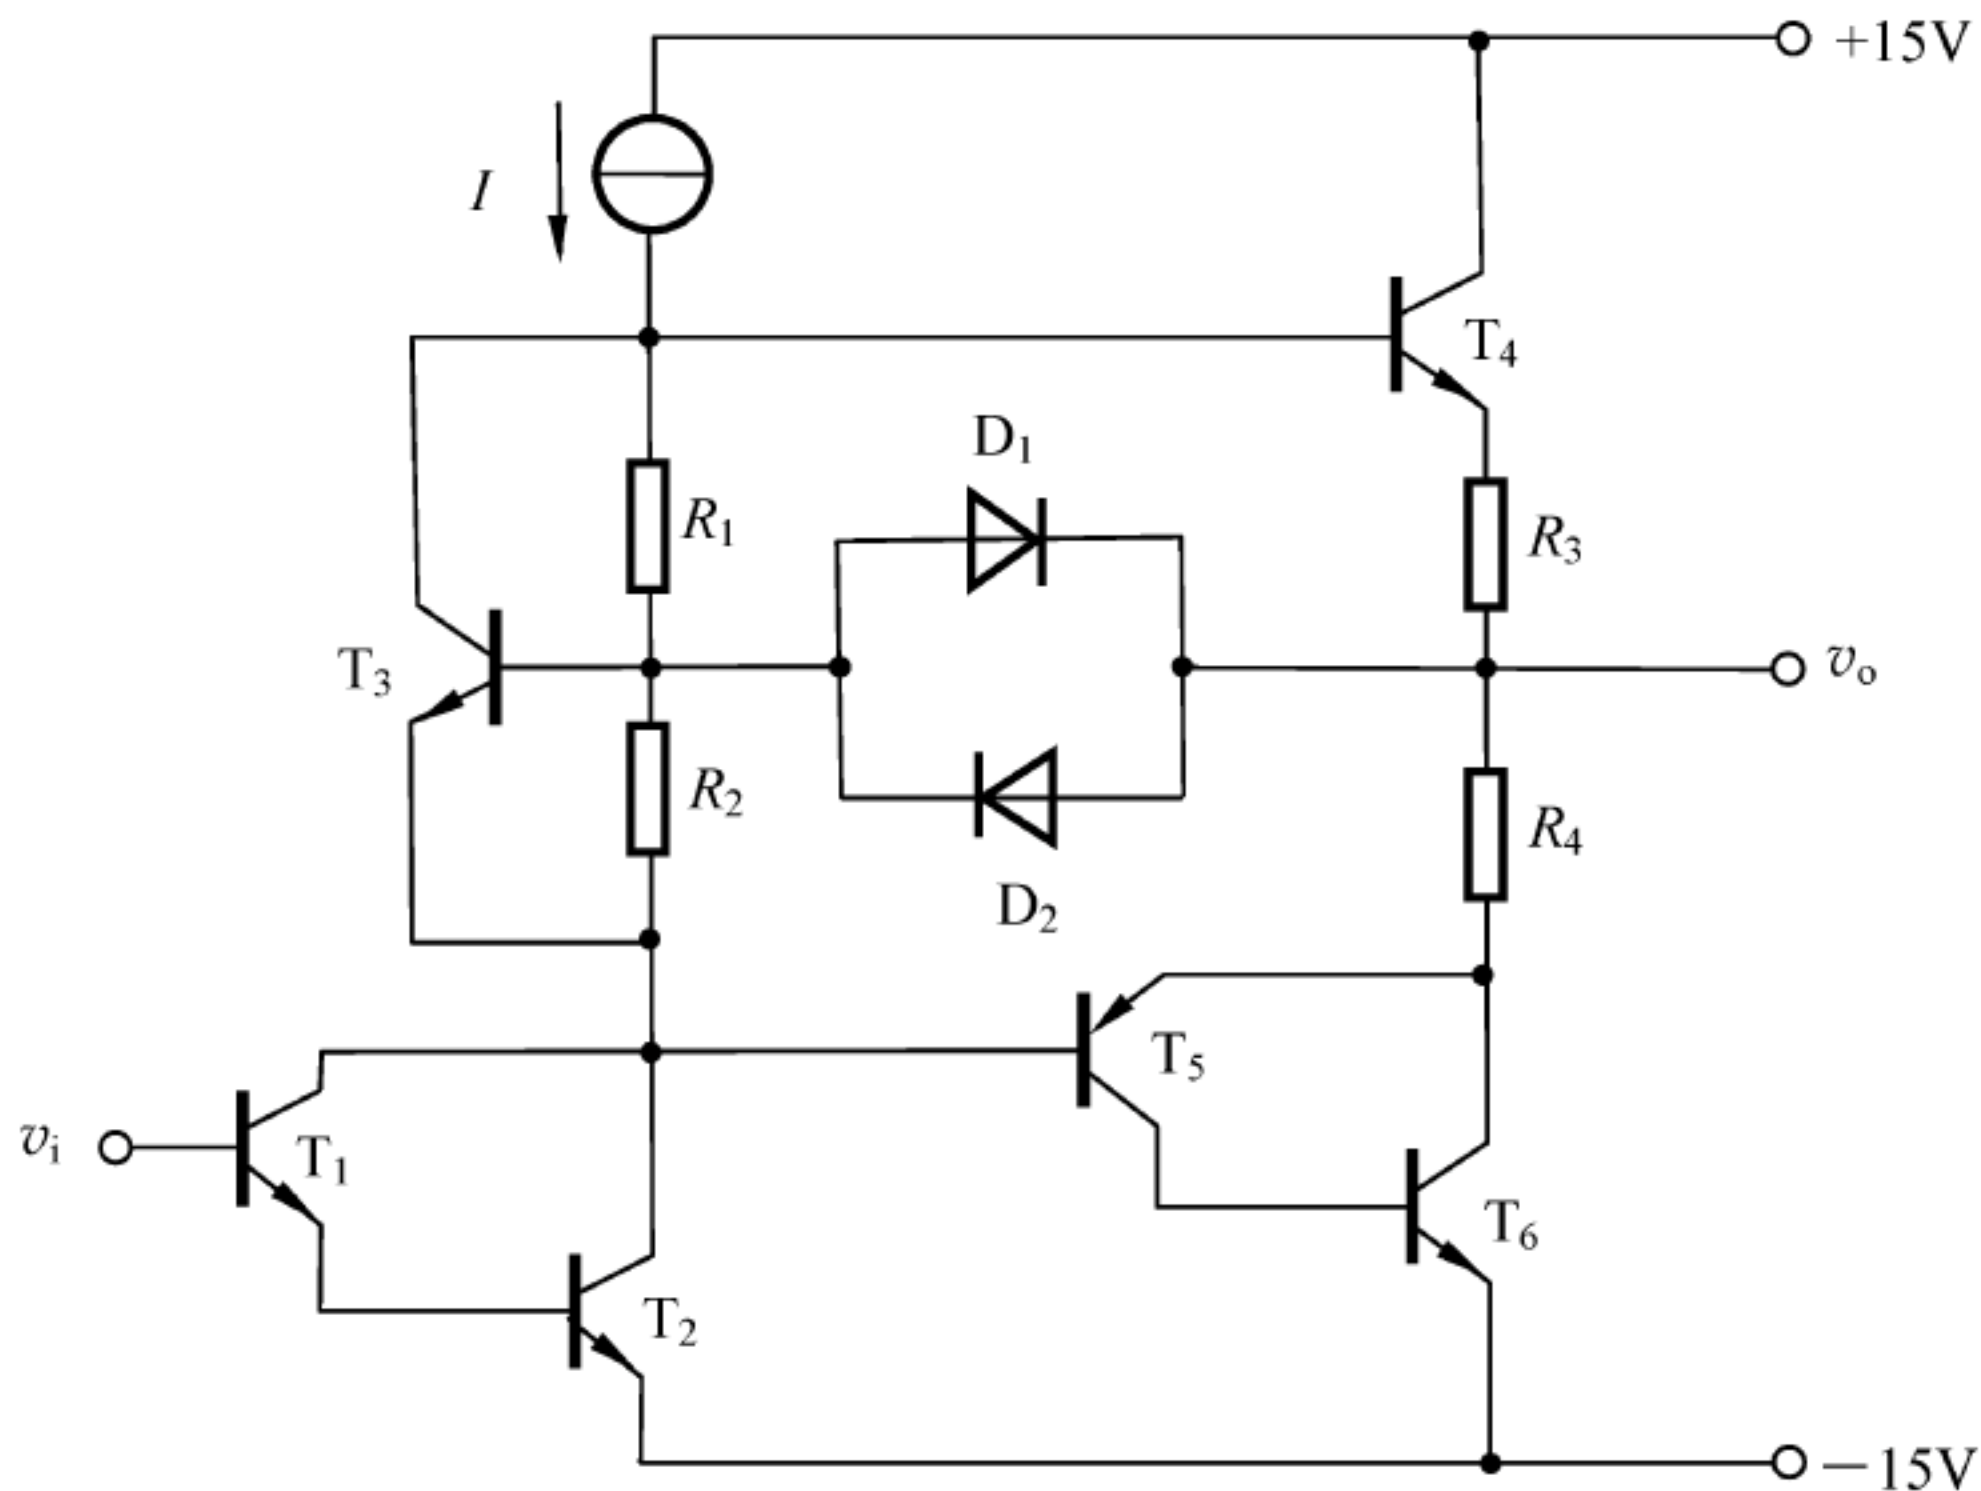 +15V
I
T₄
D₁
R₁
R₃
T₃
vₒ
R₂
R₄
D₂
T₅
vᵢ
T₁
T₆
T₂
−15V